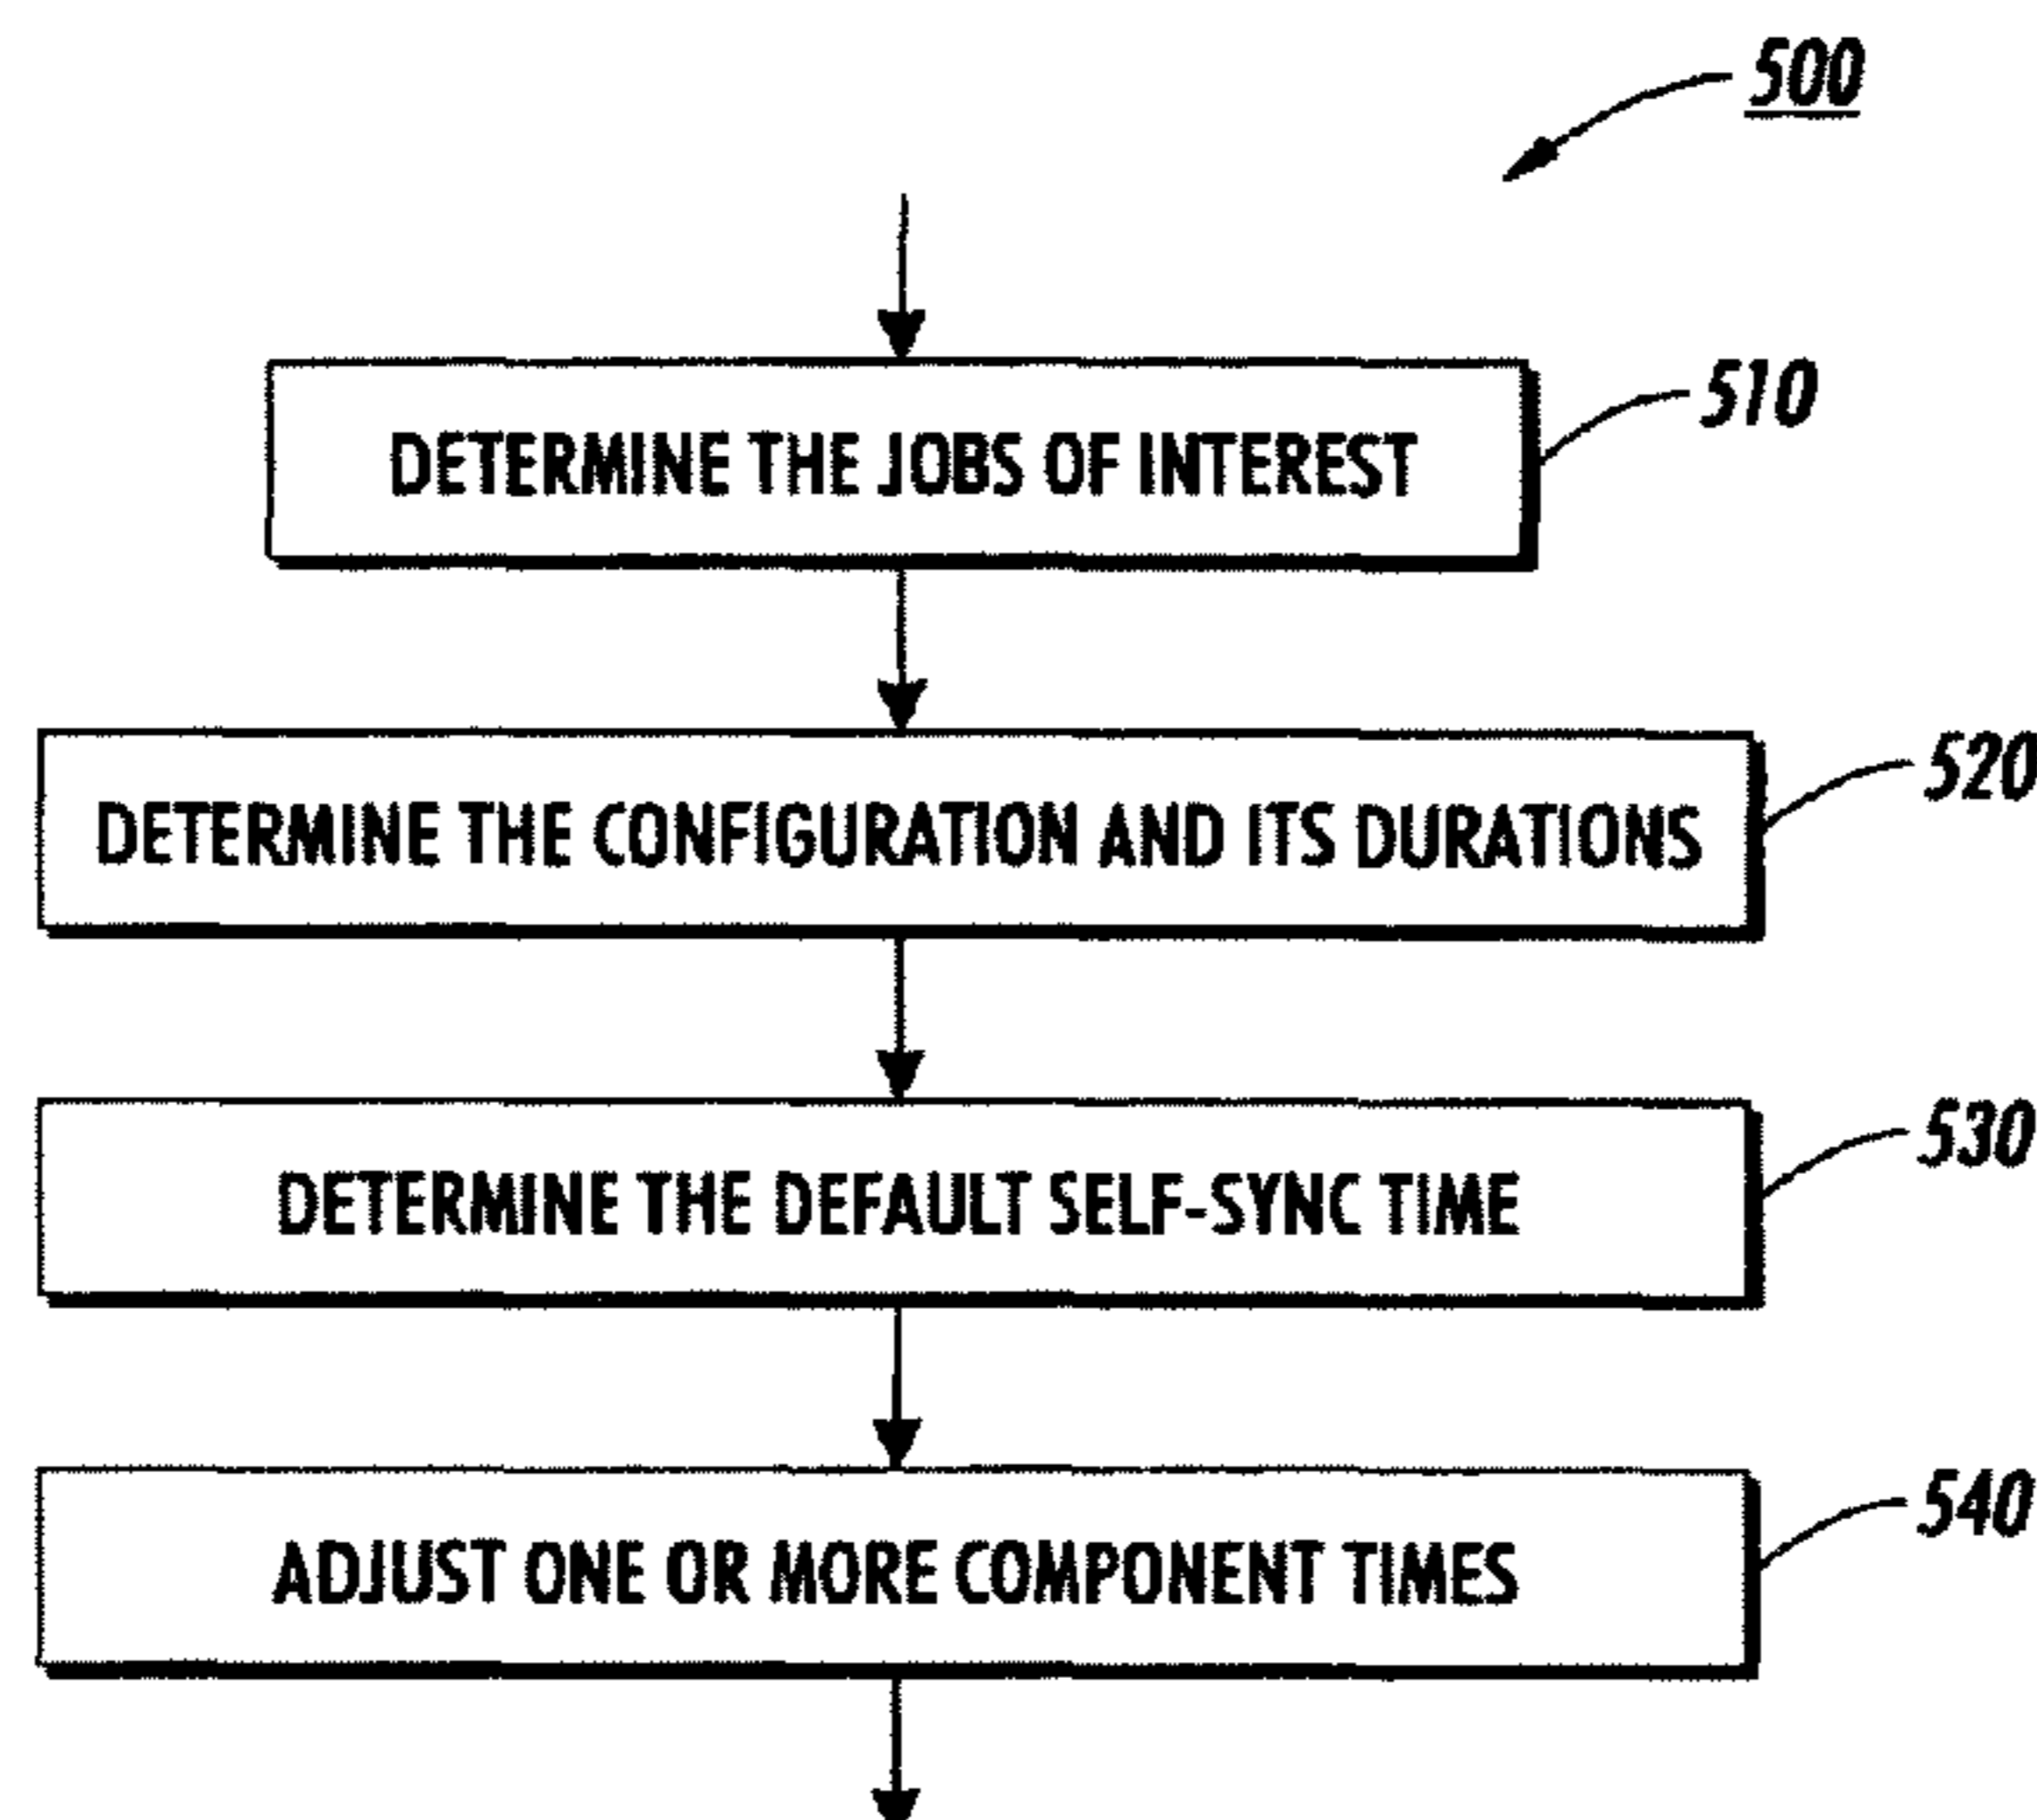 500
DETERMINE THE JOBS OF INTEREST
510
DETERMINE THE CONFIGURATION AND ITS DURATIONS
520
DETERMINE THE DEFAULT SELF-SYNC TIME
530
ADJUST ONE OR MORE COMPONENT TIMES
540